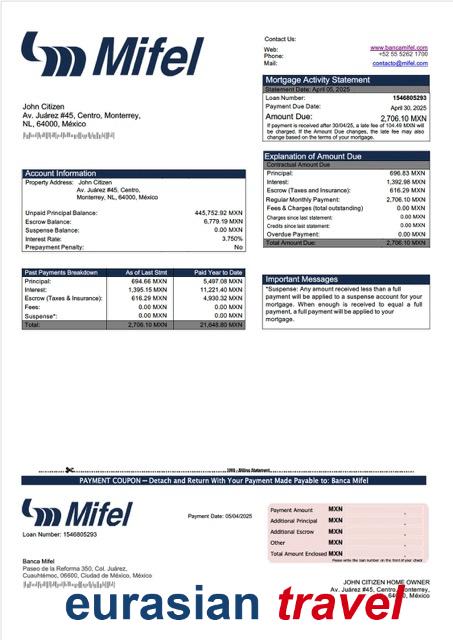 Mifel
Contact Us:
Web: www.bancamifel.com
Phone: +52 55 5262 1700
Mail: contacto@mifel.com
Mortgage Activity Statement
Statement Date: April 05, 2025
Loan Number: 1546805293
Payment Due Date: April 30, 2025
Amount Due: 2,706.10 MXN
If payment is received after 30/04/25, a late fee of 104.49 MXN will
be charged. If the Amount Due changes, the late fee may also
change based on the terms of your mortgage.
John Citizen
Av. Juárez #45, Centro, Monterrey,
NL, 64000, México
Explanation of Amount Due
Contractual Amount Due
Principal: 696.83 MXN
Interest: 1,392.98 MXN
Escrow (Taxes and Insurance): 616.29 MXN
Regular Monthly Payment: 2,706.10 MXN
Fees & Charges (total outstanding) 0.00 MXN
Charges since last statement: 0.00 MXN
Credits since last statement: 0.00 MXN
Overdue Payment: 0.00 MXN
Total Amount Due: 2,706.10 MXN
Account Information
Property Address: John Citizen
Av. Juárez #45, Centro,
Monterrey, NL, 64000, México
Unpaid Principal Balance: 445,752.92 MXN
Escrow Balance: 6,779.19 MXN
Suspense Balance: 0.00 MXN
Interest Rate: 3.750%
Prepayment Penalty: No
Past Payments Breakdown As of Last Stmt Paid Year to Date
Principal: 694.66 MXN 5,497.08 MXN
Interest: 1,395.15 MXN 11,221.40 MXN
Escrow (Taxes & Insurance): 616.29 MXN 4,930.32 MXN
Fees: 0.00 MXN 0.00 MXN
Suspense*: 0.00 MXN 0.00 MXN
Total: 2,706.10 MXN 21,648.80 MXN
Important Messages
*Suspense: Any amount received less than a full
payment will be applied to a suspense account for your
mortgage. When enough is received to equal a full
payment, a full payment will be applied to your
mortgage.
Billing Statement
PAYMENT COUPON — Detach and Return With Your Payment Made Payable to: Banca Mifel
Mifel
Loan Number: 1546805293
Payment Date: 05/04/2025
Payment Amount MXN
Additional Principal MXN
Additional Escrow MXN
Other MXN
Total Amount Enclosed MXN
Please write the loan number on the front of your check
Banca Mifel
Paseo de la Reforma 350, Col. Juárez,
Cuauhtémoc, 06600, Ciudad de México, México
JOHN CITIZEN HOME OWNER
Av. Juárez #45, Centro, Monterrey,
eurasian travel